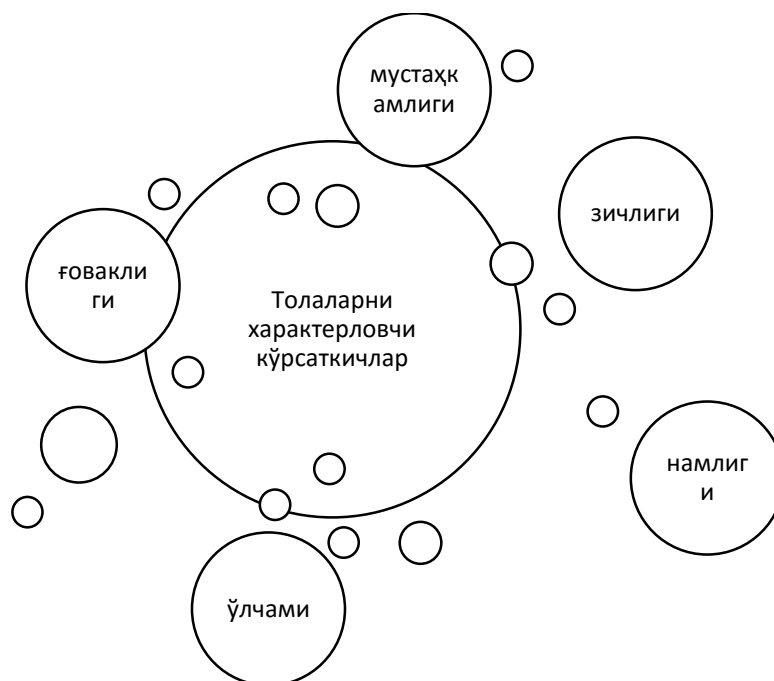 мустаҳк
амлиги
зичлиги
ғовакли
ги
Толаларни
характерловчи
кўрсаткичлар
намлиг
и
ўлчами